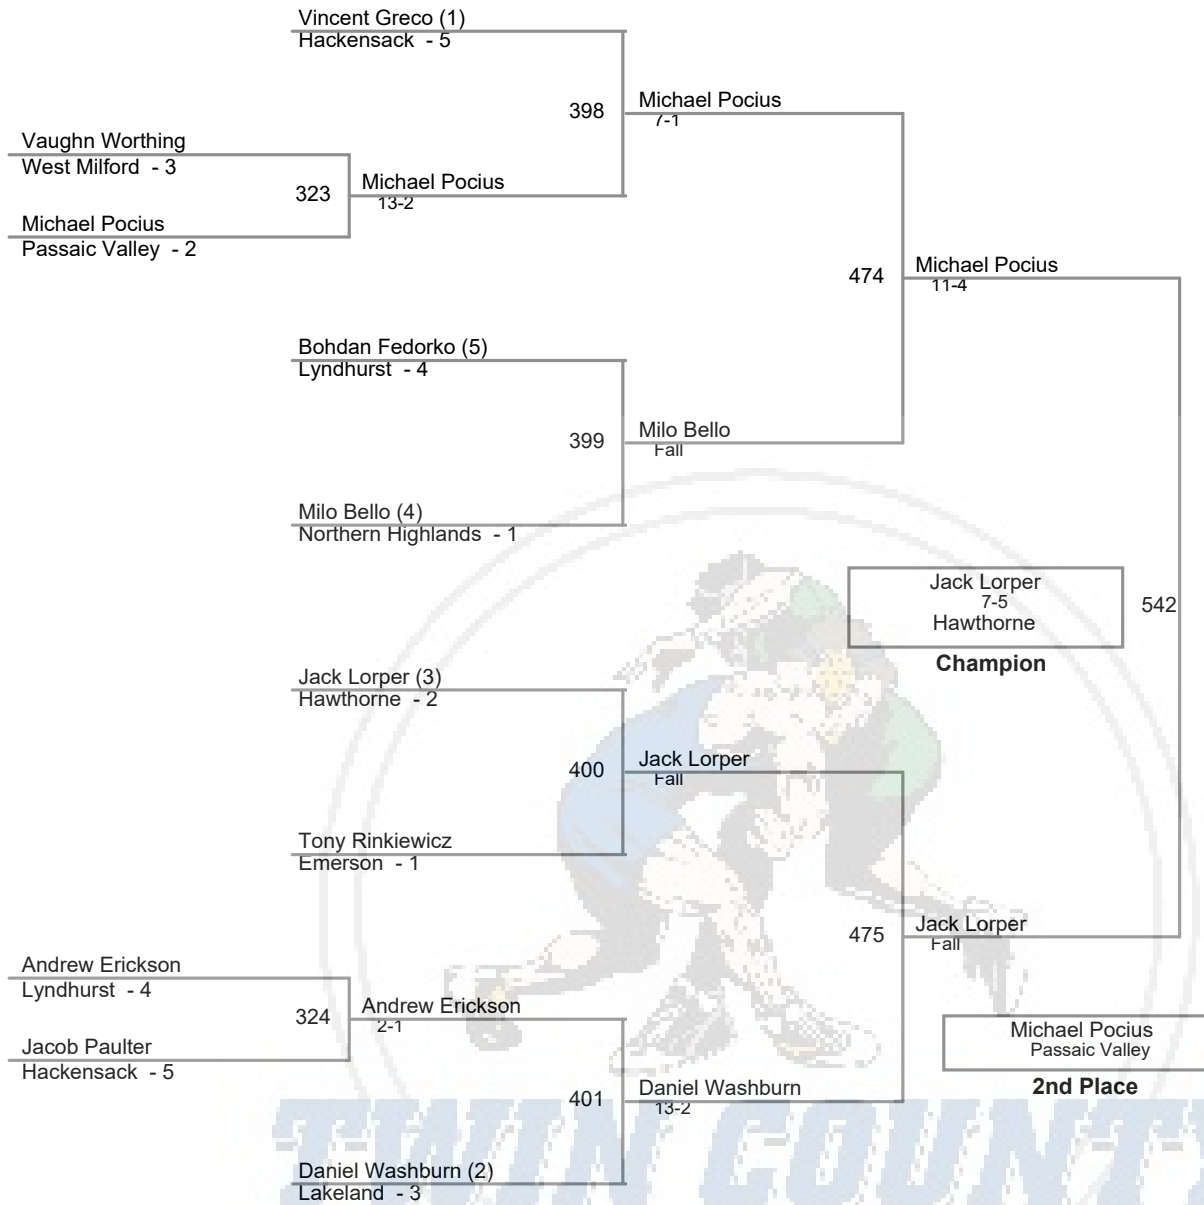 Vincent Greco (1)
Hackensack - 5
398
Michael Pocius
7-1
Vaughn Worthing
West Milford - 3
323
Michael Pocius
13-2
Michael Pocius
Passaic Valley - 2
474
Michael Pocius
11-4
Bohdan Fedorko (5)
Lyndhurst - 4
399
Milo Bello
Fall
Milo Bello (4)
Northern Highlands - 1
Jack Lorper
7-5
Hawthorne
542
Champion
Jack Lorper (3)
Hawthorne - 2
400
Jack Lorper
Fall
Tony Rinkiewicz
Emerson - 1
475
Jack Lorper
Fall
Andrew Erickson
Lyndhurst - 4
324
Andrew Erickson
2-1
Jacob Paulter
Hackensack - 5
Michael Pocius
Passaic Valley
2nd Place
401
Daniel Washburn
13-2
Daniel Washburn (2)
Lakeland - 3
TWIN COUNTY